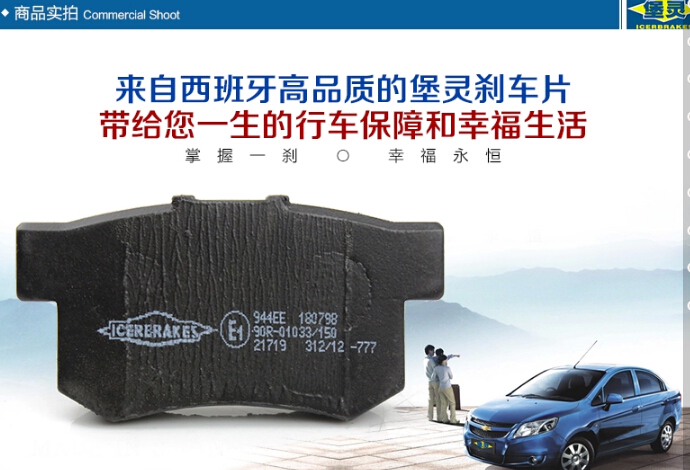 商品实拍 Commercial Shoot
堡灵
ICERBRAKES
来自西班牙高品质的堡灵刹车片
带给您一生的行车保障和幸福生活
掌握一刹 ○ 幸福永恒
944EE 180798
ICERBRAKES E1 90R-01033/150
21719 312/12 -777